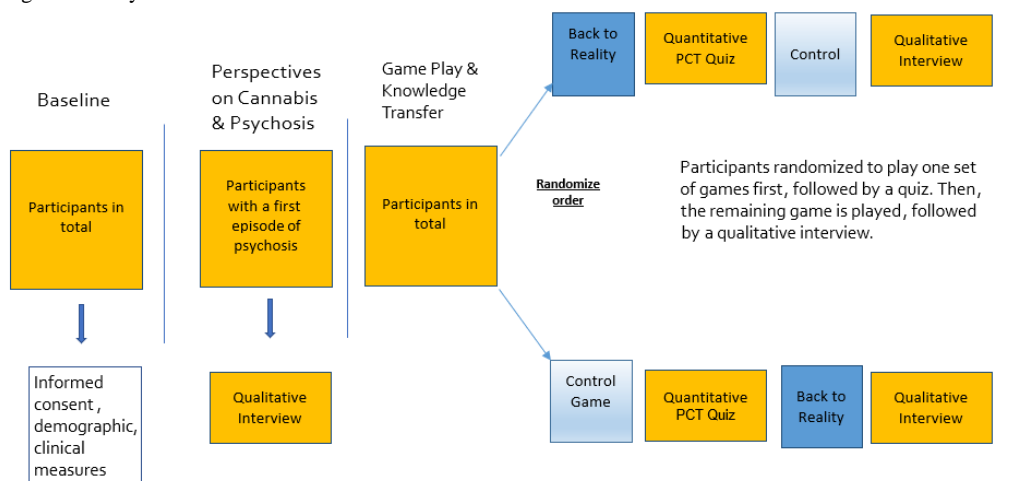 Baseline
Perspectives
on Cannabis
& Psychosis
Game Play &
Knowledge
Transfer
Back to
Reality
Quantitative
PCT Quiz
Control
Qualitative
Interview
Participants in
total
Participants
with a first
episode of
psychosis
Participants in
total
Randomize
order
Participants randomized to play one set
of games first, followed by a quiz. Then,
the remaining game is played, followed
by a qualitative interview.
Informed
consent ,
demographic,
clinical
measures
Qualitative
Interview
Control
Game
Quantitative
PCT Quiz
Back to
Reality
Qualitative
Interview